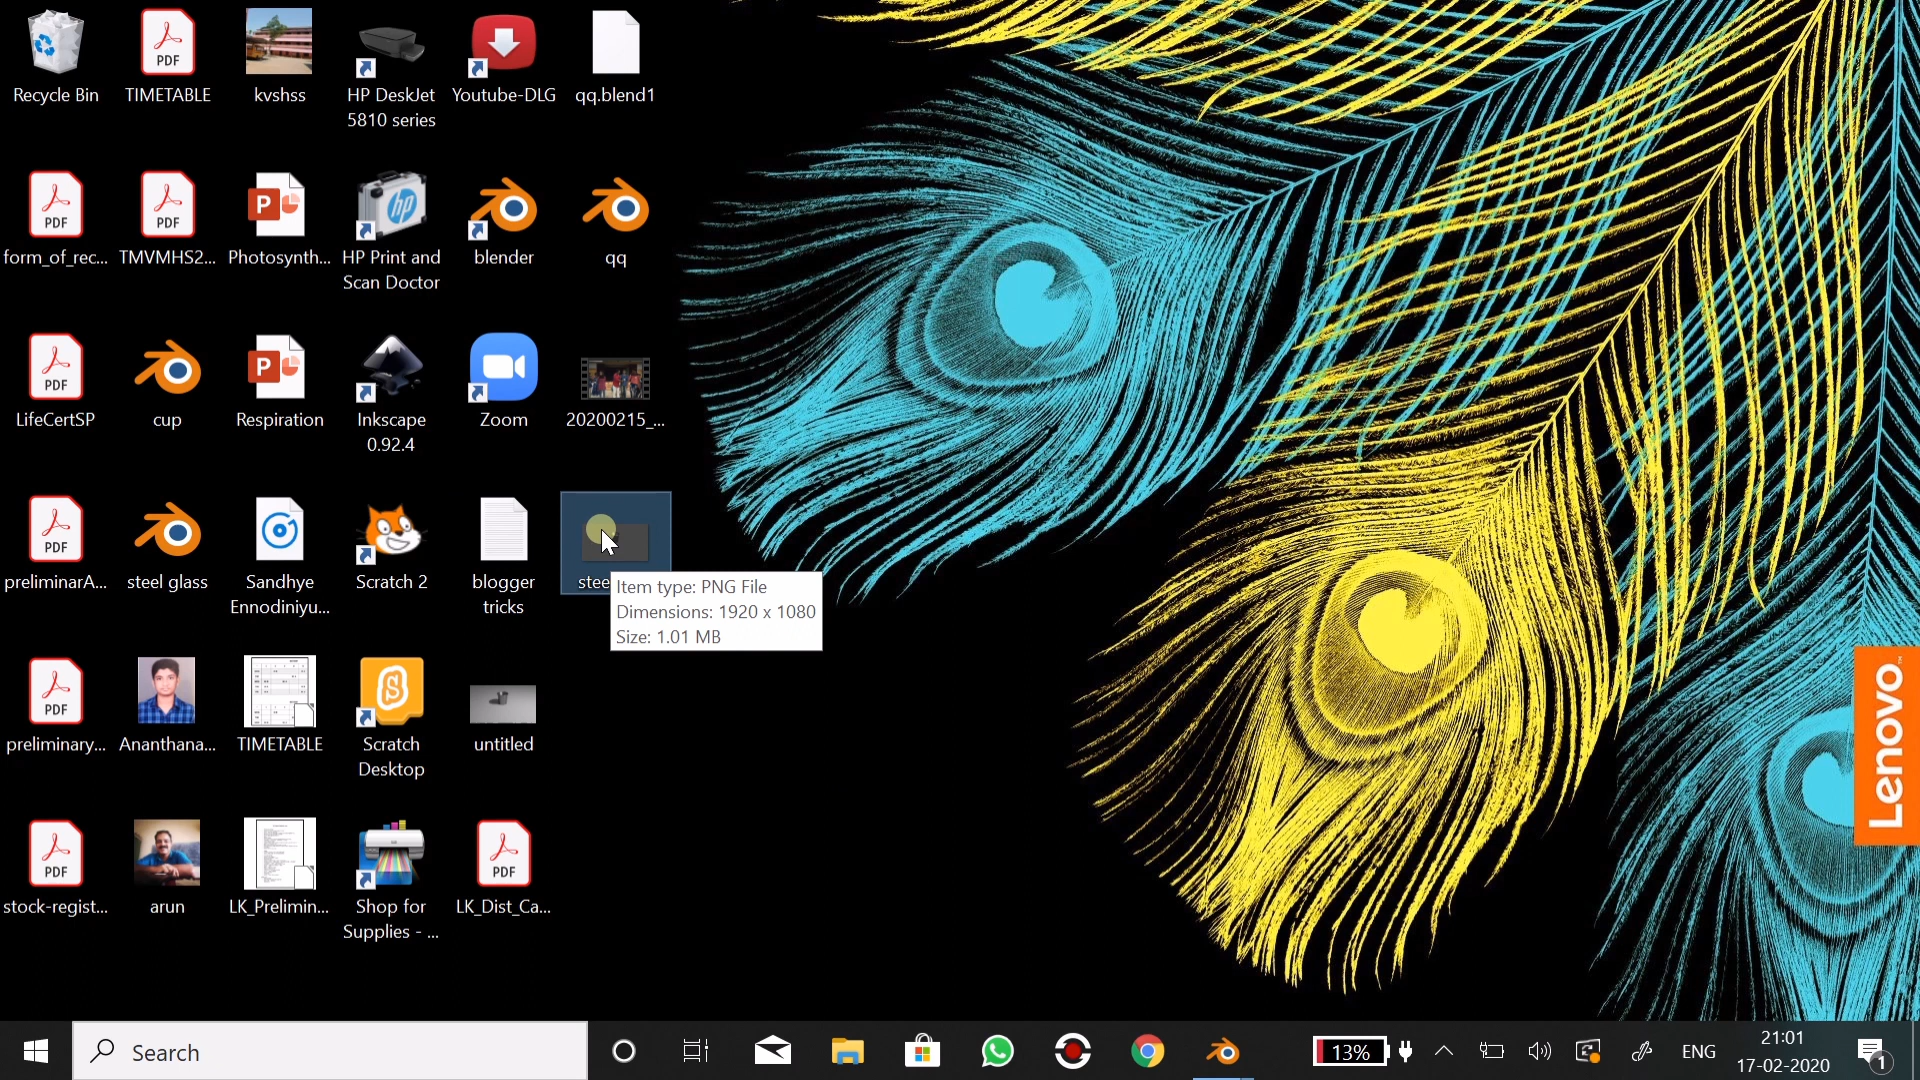 Recycle Bin
TIMETABLE
kvshss
HP DeskJet
5810 series
Youtube-DLG
qq.blend1
form_of_rec...
TMVMHS2...
Photosynth...
HP Print and
Scan Doctor
blender
qq
LifeCertSP
cup
Respiration
Inkscape
0.92.4
Zoom
20200215_...
preliminarA...
steel glass
Sandhye
Ennodiniyu...
Scratch 2
blogger
tricks
stee
Item type: PNG File
Dimensions: 1920 x 1080
Size: 1.01 MB
preliminary...
Ananthana...
TIMETABLE
Scratch
Desktop
untitled
stock-regist...
arun
LK_Prelimin...
Shop for
Supplies - ...
LK_Dist_Ca...
PDF
PDF
PDF
PDF
PDF
PDF
PDF
PDF
PDF
P
P
hp
Lenovo
Search
13%
ENG
21:01
17-02-2020
1